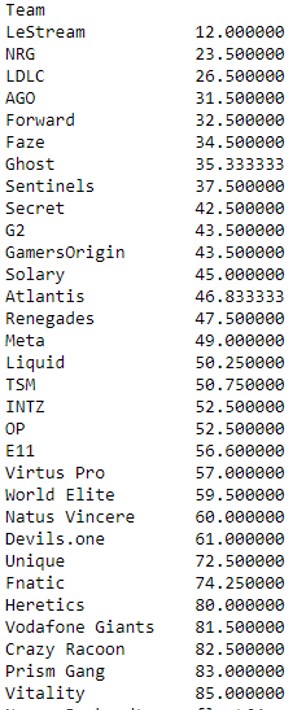 Team
LeStream 12.000000
NRG 23.500000
LDLC 26.500000
AGO 31.500000
Forward 32.500000
Faze 34.500000
Ghost 35.333333
Sentinels 37.500000
Secret 42.500000
G2 43.500000
GamersOrigin 43.500000
Solary 45.000000
Atlantis 46.833333
Renegades 47.500000
Meta 49.000000
Liquid 50.250000
TSM 50.750000
INTZ 52.500000
OP 52.500000
E11 56.600000
Virtus Pro 57.000000
World Elite 59.500000
Natus Vincere 60.000000
Devils.one 61.000000
Unique 72.500000
Fnatic 74.250000
Heretics 80.000000
Vodafone Giants 81.500000
Crazy Racoon 82.500000
Prism Gang 83.000000
Vitality 85.000000